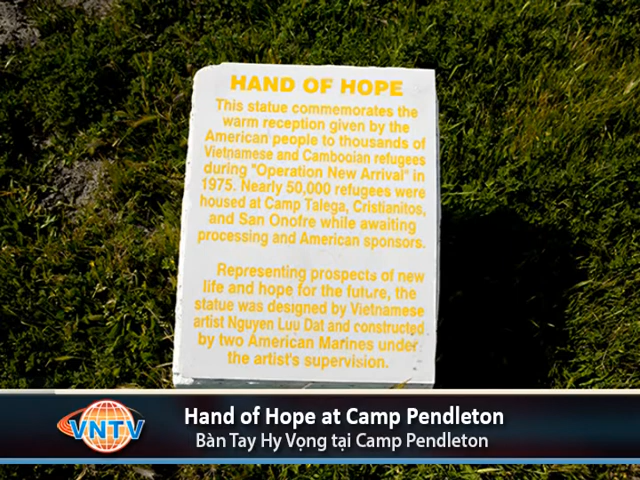 HAND OF HOPE
This statue commemorates the
warm reception given by the
American people to thousands of
Vietnamese and Cambodian refugees
during "Operation New Arrival" in
1975. Nearly 50,000 refugees were
housed at Camp Talega, Cristianitos,
and San Onofre while awaiting
processing and American sponsors.
Representing prospects of new
life and hope for the future, the
statue was designed by Vietnamese
artist Nguyen Luu Dat and constructed
by two American Marines under
the artist's supervision.
VNTV
Hand of Hope at Camp Pendleton
Bàn Tay Hy Vọng tại Camp Pendleton